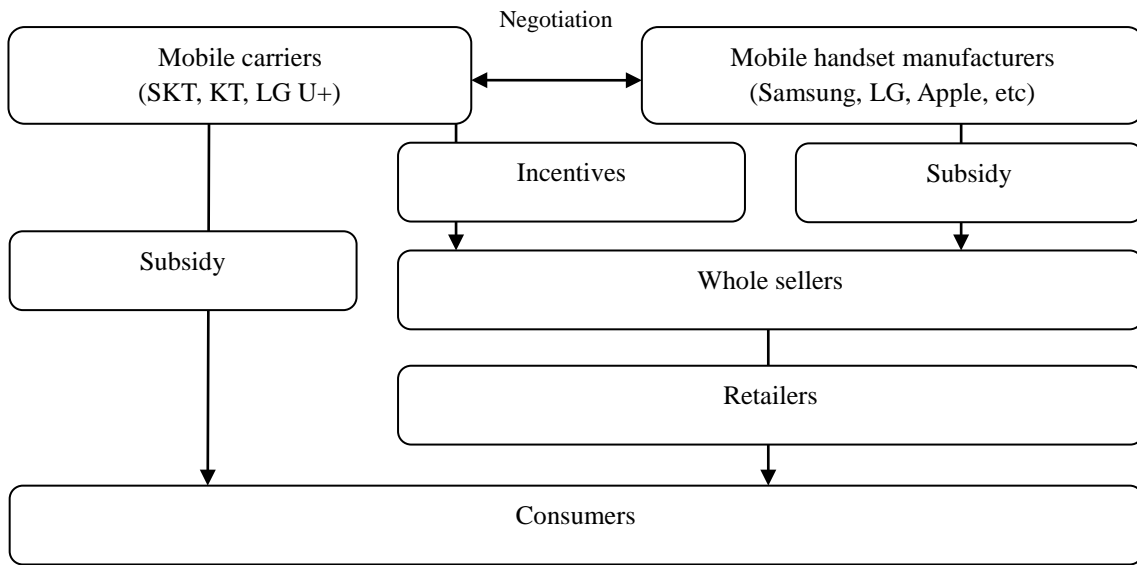 Negotiation
Mobile carriers
(SKT, KT, LG U+)
Mobile handset manufacturers
(Samsung, LG, Apple, etc)
Incentives
Subsidy
Subsidy
Whole sellers
Retailers
Consumers